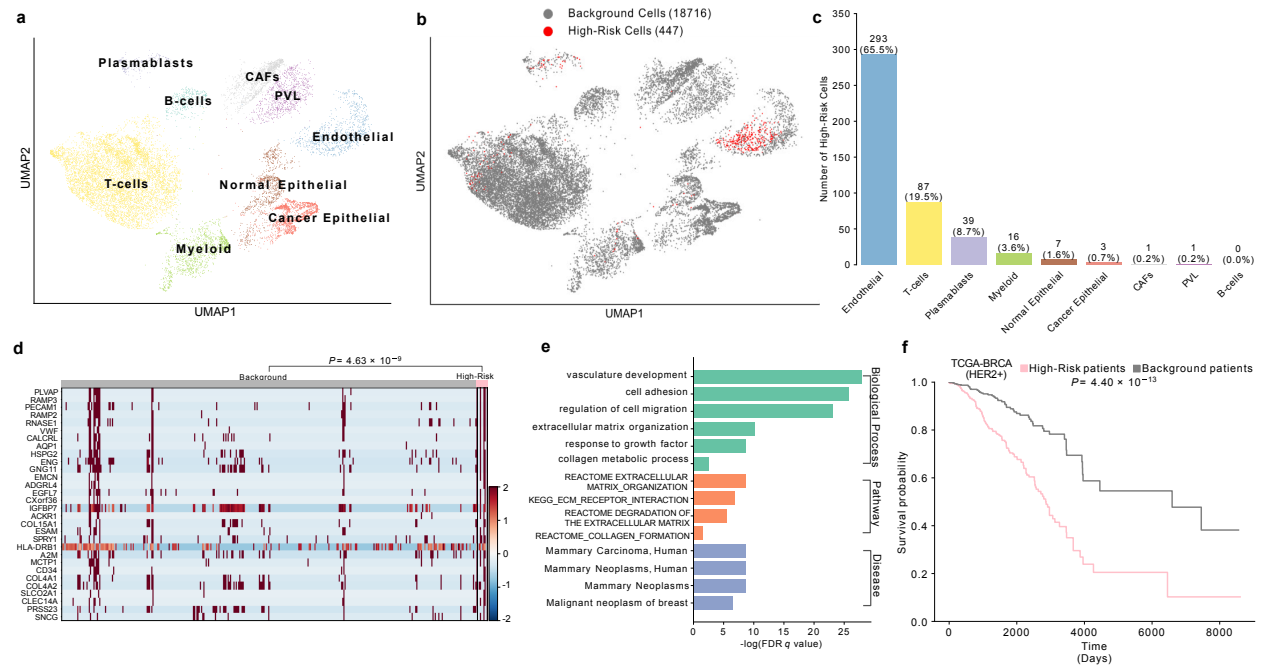 a
Plasmablasts
CAFs
B-cells
PVL
Endothelial
T-cells
Normal Epithelial
Cancer Epithelial
Myeloid
UMAP2
UMAP1
b
Background Cells (18716)
High-Risk Cells (447)
UMAP2
UMAP1
c
Number of High-Risk Cells
350
300
250
200
150
100
50
0
293
(65.5%)
87
(19.5%)
39
(8.7%)
16
(3.6%)
7
(1.6%)
3
(0.7%)
1
(0.2%)
1
(0.2%)
0
(0.0%)
Endothelial
T-cells
Plasmablasts
Myeloid
Normal Epithelial
Cancer Epithelial
CAFs
PVL
B-cells
d
P = 4.63 × 10⁻⁹
Background
High-Risk
PLVAP
RAMP3
PECAM1
RAMP2
RNASE1
VWF
CALCRL
AQP1
HSPG2
ENG
GNG11
EMCN
ADGRL4
EGFL7
CXorf36
IGFBP7
ACKR1
COL15A1
ESAM
SPRY1
HLA-DRB1
A2M
MCTP1
CD34
COL4A1
COL4A2
SLCO2A1
CLEC14A
PRSS23
SNCG
2
1
0
-1
-2
e
vasculature development
cell adhesion
regulation of cell migration
extracellular matrix organization
response to growth factor
collagen metabolic process
REACTOME EXTRACELLULAR
MATRIX_ORGANIZATION
KEGG_ECM_RECEPTOR_INTERACTION
REACTOME DEGRADATION OF
THE EXTRACELLULAR MATRIX
REACTOME_COLLAGEN_FORMATION
Mammary Carcinoma, Human
Mammary Neoplasms, Human
Mammary Neoplasms
Malignant neoplasm of breast
Biological Process
Pathway
Disease
0
5
10
15
20
25
-log(FDR q value)
f
TCGA-BRCA
(HER2+)
High-Risk patients
Background patients
P = 4.40 × 10⁻¹³
Survival probability
1.0
0.8
0.6
0.4
0.2
0.0
0
2000
4000
6000
8000
Time
(Days)